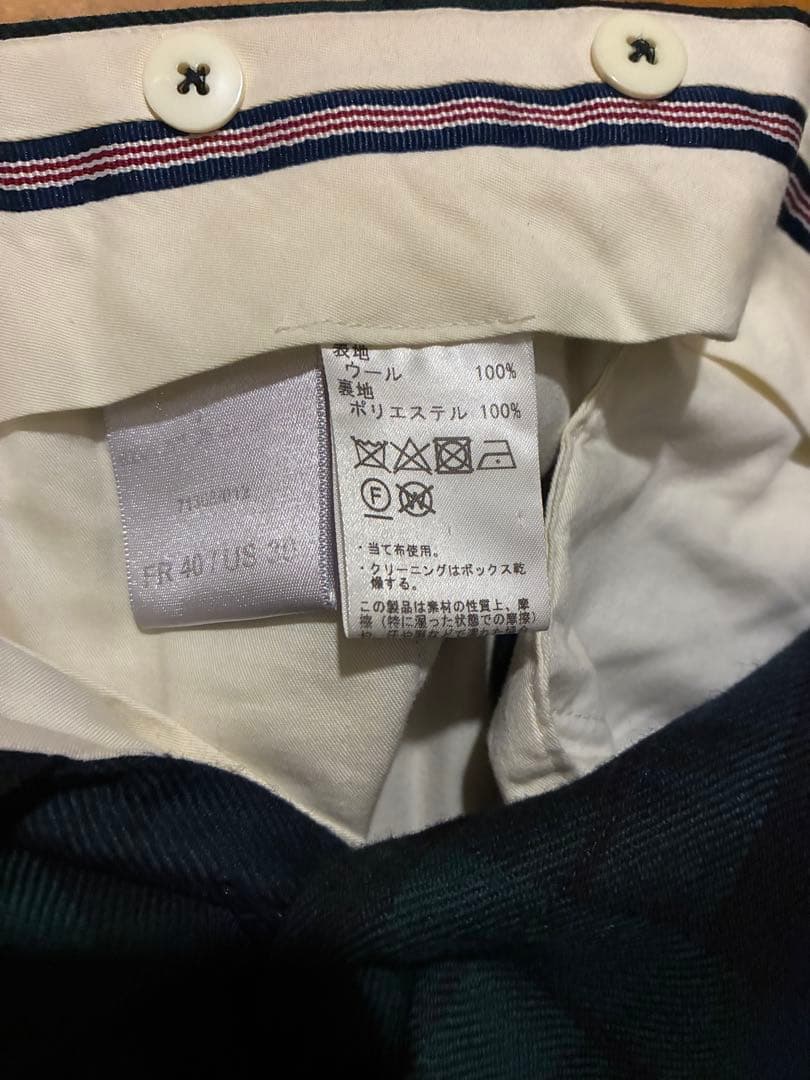 FR 40 / US 30
表地
ウール 100%
裏地
ポリエステル 100%
F
W
・当て布使用。
・クリーニングはボックス乾
燥する。
この製品は素材の性質上、摩
擦（特に湿った状態での摩擦）